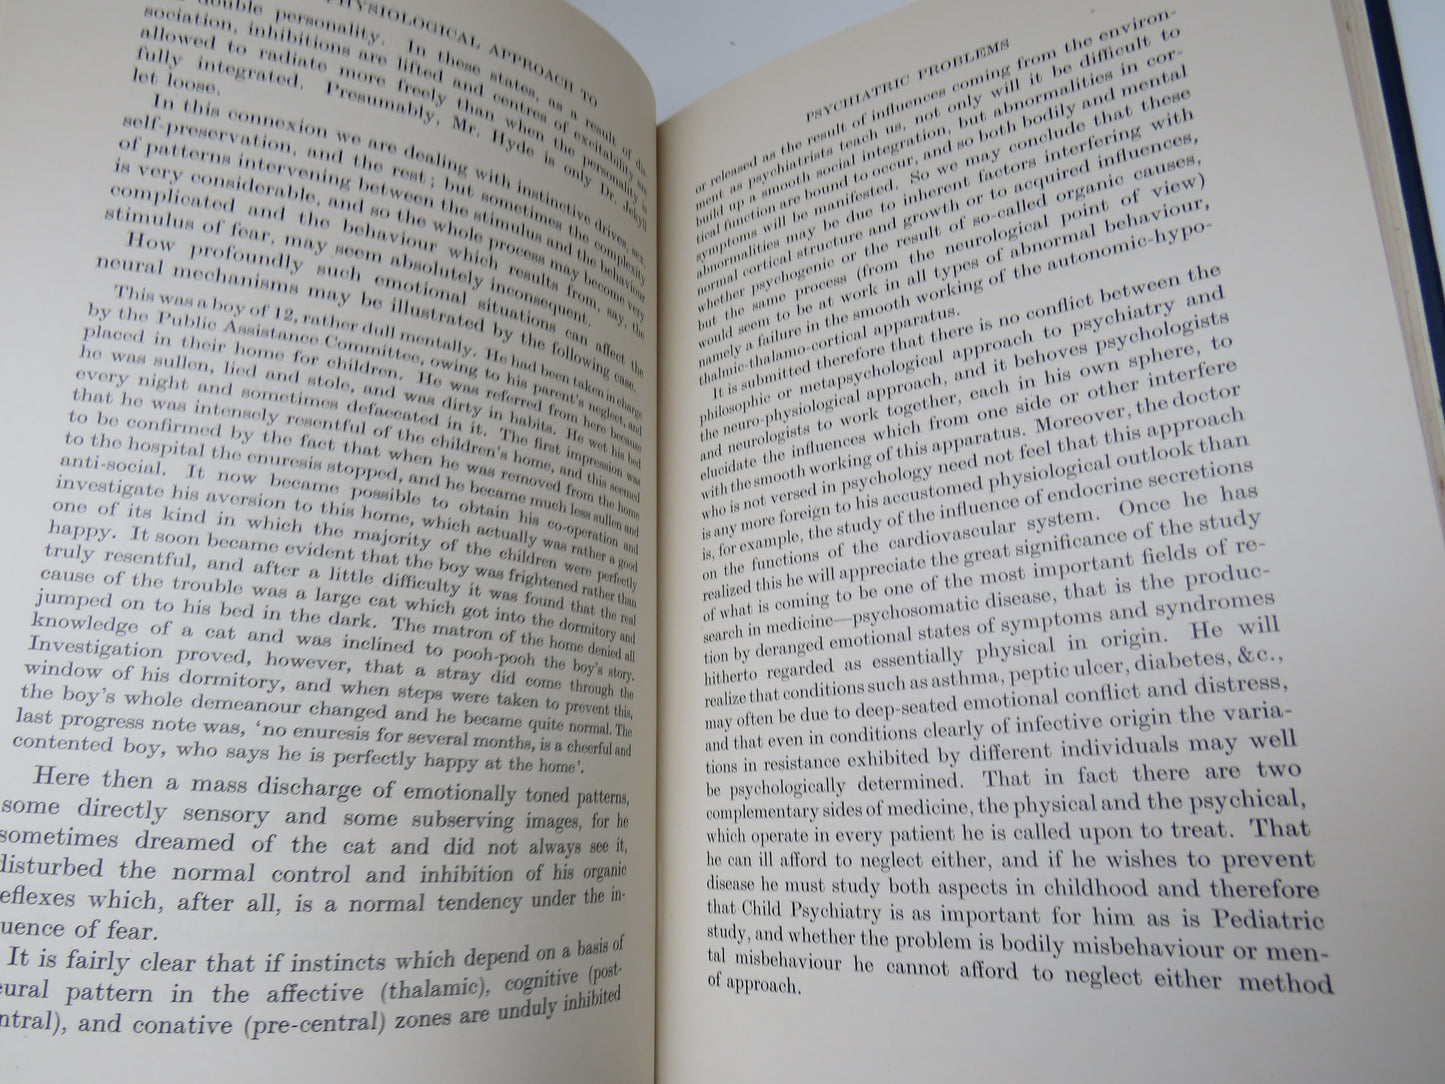 PHYSIOLOGICAL APPROACH TO
double personality. In these states, as a result of dis-
sociation, inhibitions are lifted and centres of excitability are
allowed to radiate more freely than when the personality is
fully integrated. Presumably, Mr. Hyde is only Dr. Jekyll
let loose.
In this connexion we are dealing with instinctive drives, sex,
self-preservation, and the rest; but sometimes the complexity
of patterns intervening between the stimulus and the behaviour
is very considerable, and so the whole process may become very
complicated and the behaviour which results from, say, the
stimulus of fear, may seem absolutely inconsequent.
How profoundly such emotional situations can affect the
neural mechanisms may be illustrated by the following case.
This was a boy of 12, rather dull mentally. He had been taken in charge
by the Public Assistance Committee, owing to his parent's neglect, and
placed in their home for children. He was referred from here because
he was sullen, lied and stole, and was dirty in habits. He wet his bed
every night and sometimes defaecated in it. The first impression was
that he was intensely resentful of the children's home, and this seemed
to be confirmed by the fact that when he was removed from the home
to the hospital the enuresis stopped, and he became much less sullen and
anti-social. It now became possible to obtain his co-operation and
investigate his aversion to this home, which actually was rather a good
one of its kind in which the majority of the children were perfectly
happy. It soon became evident that the boy was frightened rather than
truly resentful, and after a little difficulty it was found that the real
cause of the trouble was a large cat which got into the dormitory and
jumped on to his bed in the dark. The matron of the home denied all
knowledge of a cat and was inclined to pooh-pooh the boy's story.
Investigation proved, however, that a stray did come through the
window of his dormitory, and when steps were taken to prevent this,
the boy's whole demeanour changed and he became quite normal. The
last progress note was, 'no enuresis for several months, is a cheerful and
contented boy, who says he is perfectly happy at the home'.
Here then a mass discharge of emotionally toned patterns,
some directly sensory and some subserving images, for he
sometimes dreamed of the cat and did not always see it,
disturbed the normal control and inhibition of his organic
eflexes which, after all, is a normal tendency under the in-
uence of fear.
It is fairly clear that if instincts which depend on a basis of
eural pattern in the affective (thalamic), cognitive (post-
ntral), and conative (pre-central) zones are unduly inhibited
PSYCHIATRIC PROBLEMS
or released as the result of influences coming from the environ-
ment as psychiatrists teach us, not only will it be difficult to
build up a smooth social integration, but abnormalities in cor-
tical function are bound to occur, and so both bodily and mental
symptoms will be manifested. So we may conclude that these
abnormalities may be due to inherent factors interfering with
normal cortical structure and growth or to acquired influences,
whether psychogenic or the result of so-called organic causes,
but the same process (from the neurological point of view)
would seem to be at work in all types of abnormal behaviour,
namely a failure in the smooth working of the autonomic-hypo-
thalmic-thalamo-cortical apparatus.
It is submitted therefore that there is no conflict between the
philosophic or metapsychological approach to psychiatry and
the neuro-physiological approach, and it behoves psychologists
and neurologists to work together, each in his own sphere, to
elucidate the influences which from one side or other interfere
with the smooth working of this apparatus. Moreover, the doctor
who is not versed in psychology need not feel that this approach
is any more foreign to his accustomed physiological outlook than
is, for example, the study of the influence of endocrine secretions
on the functions of the cardiovascular system. Once he has
realized this he will appreciate the great significance of the study
of what is coming to be one of the most important fields of re-
search in medicine—psychosomatic disease, that is the produc-
tion by deranged emotional states of symptoms and syndromes
hitherto regarded as essentially physical in origin. He will
realize that conditions such as asthma, peptic ulcer, diabetes, &c.,
may often be due to deep-seated emotional conflict and distress,
and that even in conditions clearly of infective origin the varia-
tions in resistance exhibited by different individuals may well
be psychologically determined. That in fact there are two
complementary sides of medicine, the physical and the psychical,
which operate in every patient he is called upon to treat. That
he can ill afford to neglect either, and if he wishes to prevent
disease he must study both aspects in childhood and therefore
that Child Psychiatry is as important for him as is Pediatric
study, and whether the problem is bodily misbehaviour or men-
tal misbehaviour he cannot afford to neglect either method
of approach.